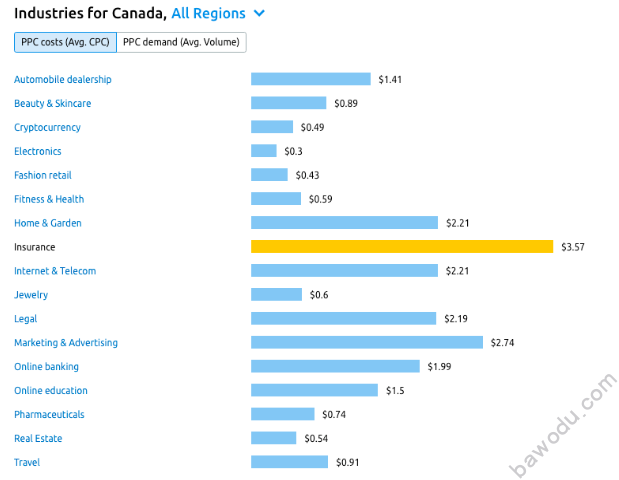 Industries for Canada, All Regions
PPC costs (Avg. CPC) PPC demand (Avg. Volume)
Automobile dealership $1.41
Beauty & Skincare $0.89
Cryptocurrency $0.49
Electronics $0.3
Fashion retail $0.43
Fitness & Health $0.59
Home & Garden $2.21
Insurance $3.57
Internet & Telecom $2.21
Jewelry $0.6
Legal $2.19
Marketing & Advertising $2.74
Online banking $1.99
Online education $1.5
Pharmaceuticals $0.74
Real Estate $0.54
Travel $0.91
bawodu.com